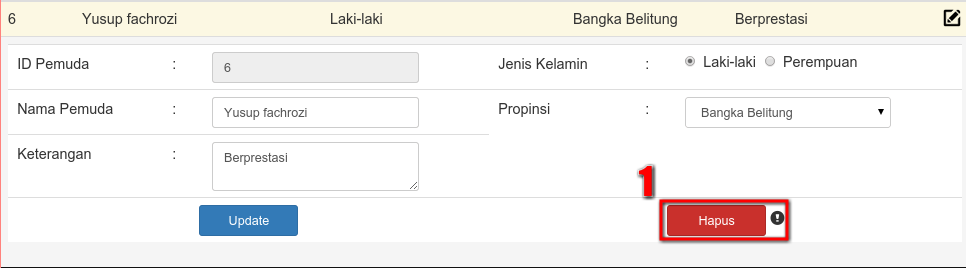 6 Yusup fachrozi Laki-laki Bangka Belitung Berprestasi
ID Pemuda : 6 Jenis Kelamin : Laki-laki Perempuan
Nama Pemuda : Yusup fachrozi Propinsi : Bangka Belitung
Keterangan : Berprestasi
1
Update Hapus